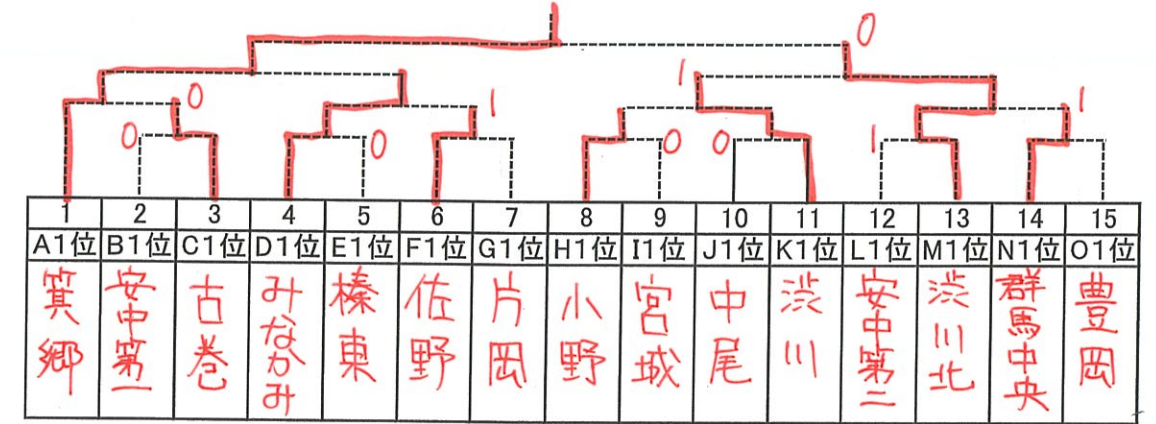 0
1
0
1
1
0
0
0
0
1
1 2 3 4 5 6 7 8 9 10 11 12 13 14 15
A1位 B1位 C1位 D1位 E1位 F1位 G1位 H1位 I1位 J1位 K1位 L1位 M1位 N1位 O1位
箕郷
安中第一
古巻
みなかみ
榛東
佐野
片岡
小野
宮城
中尾
渋川
安中第二
渋川北
群馬中央
豊岡